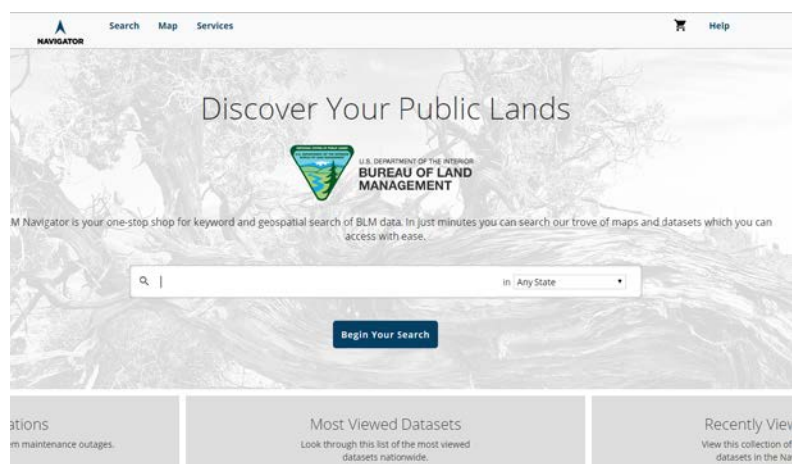 NAVIGATOR
Search Map Services Help
Discover Your Public Lands
U.S. DEPARTMENT OF THE INTERIOR
BUREAU OF LAND
MANAGEMENT
M Navigator is your one-stop shop for keyword and geospatial search of BLM data. In just minutes you can search our trove of maps and datasets which you can
access with ease.
in Any State
Begin Your Search
ations
m maintenance outages.
Most Viewed Datasets
Look through this list of the most viewed
datasets nationwide.
Recently View
View this collection of
datasets in the Na